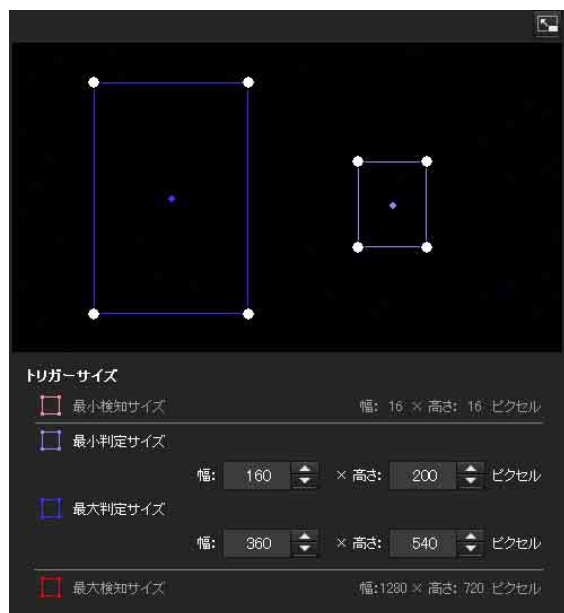 トリガーサイズ
最小検知サイズ 幅: 16 × 高さ: 16 ピクセル
最小判定サイズ
幅: 160 × 高さ: 200 ピクセル
最大判定サイズ
幅: 360 × 高さ: 540 ピクセル
最大検知サイズ 幅:1280 × 高さ: 720 ピクセル